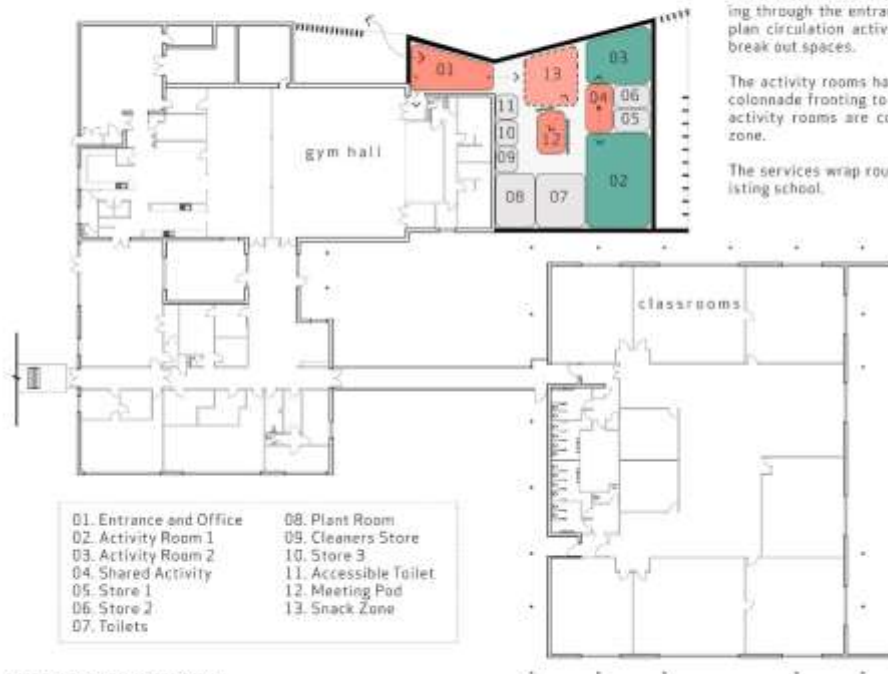 ing through the entra
plan circulation activ
break out spaces.
The activity rooms ha
colonnade fronting to
activity rooms are co
zone.
The services wrap rou
isting school.
01
13
03
04
06
05
11
10
09
12
08
07
02
gym hall
classrooms
01. Entrance and Office
02. Activity Room 1
03. Activity Room 2
04. Shared Activity
05. Store 1
06. Store 2
07. Toilets
08. Plant Room
09. Cleaners Store
10. Store 3
11. Accessible Toilet
12. Meeting Pod
13. Snack Zone